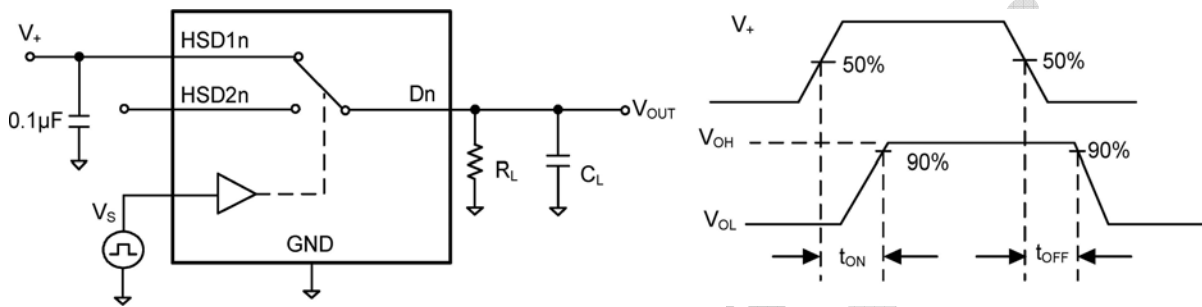 V+
HSD1n
HSD2n
0.1µF
Dn
VOUT
RL
CL
VS
GND
V+
50%
50%
VOH
90%
90%
VOL
tON
tOFF